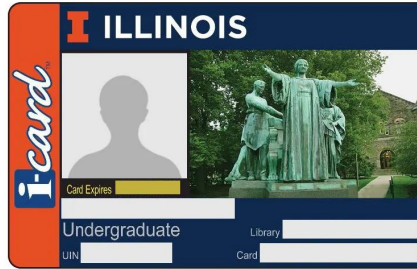 I ILLINOIS
i-card
Card Expires
Undergraduate
Library
UIN
Card